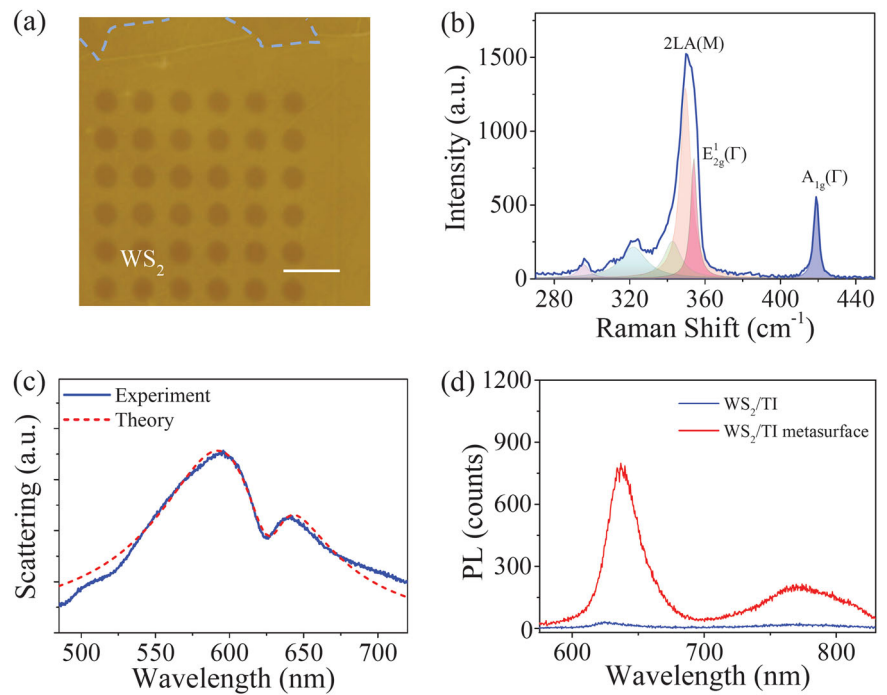 (a)
WS2
(b)
Intensity (a.u.)
1500
1000
500
0
2LA(M)
E¹2g(Γ)
A1g(Γ)
270 320 360 400 440
Raman Shift (cm⁻¹)
(c)
Experiment
Theory
Scattering (a.u.)
500 550 600 650 700
Wavelength (nm)
(d)
WS2/TI
WS2/TI metasurface
PL (counts)
1200
900
600
300
0
600 700 800
Wavelength (nm)